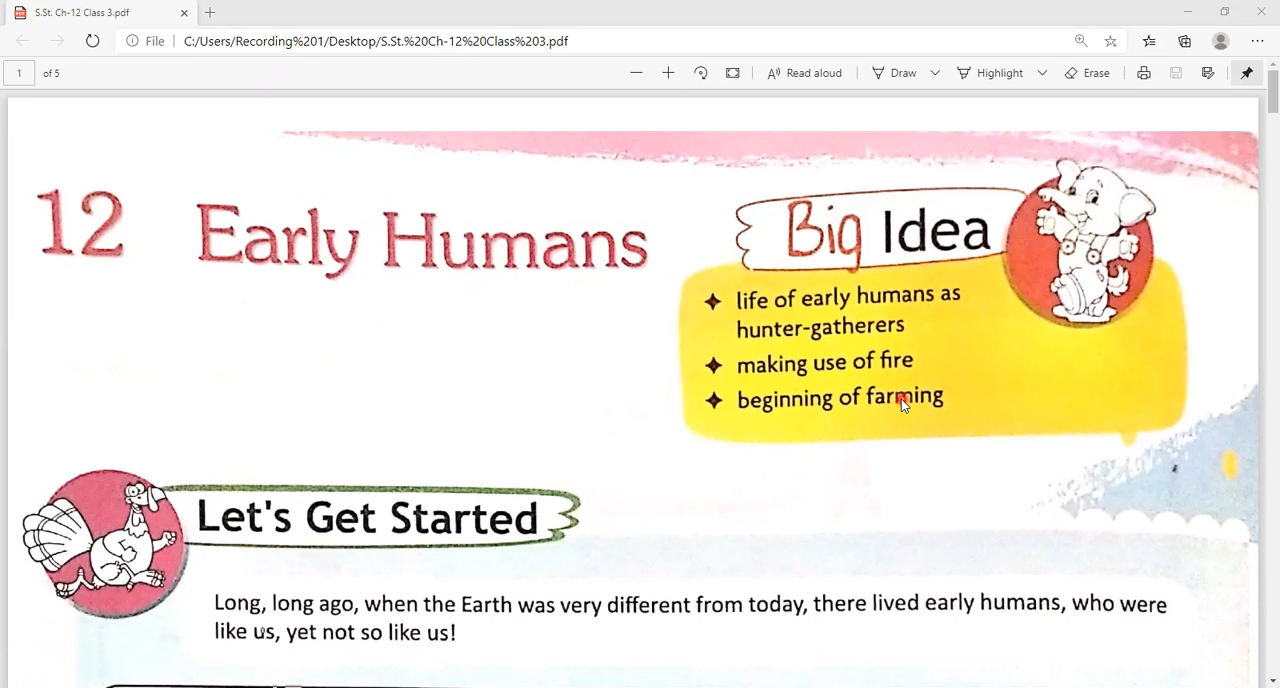 S.St. Ch-12 Class 3.pdf
File | C:/Users/Recording%201/Desktop/S.St.%20Ch-12%20Class%203.pdf
1 of 5
Read aloud
Draw
Highlight
Erase
12 Early Humans
Big Idea
life of early humans as
hunter-gatherers
making use of fire
beginning of farming
Let's Get Started
Long, long ago, when the Earth was very different from today, there lived early humans, who were
like us, yet not so like us!